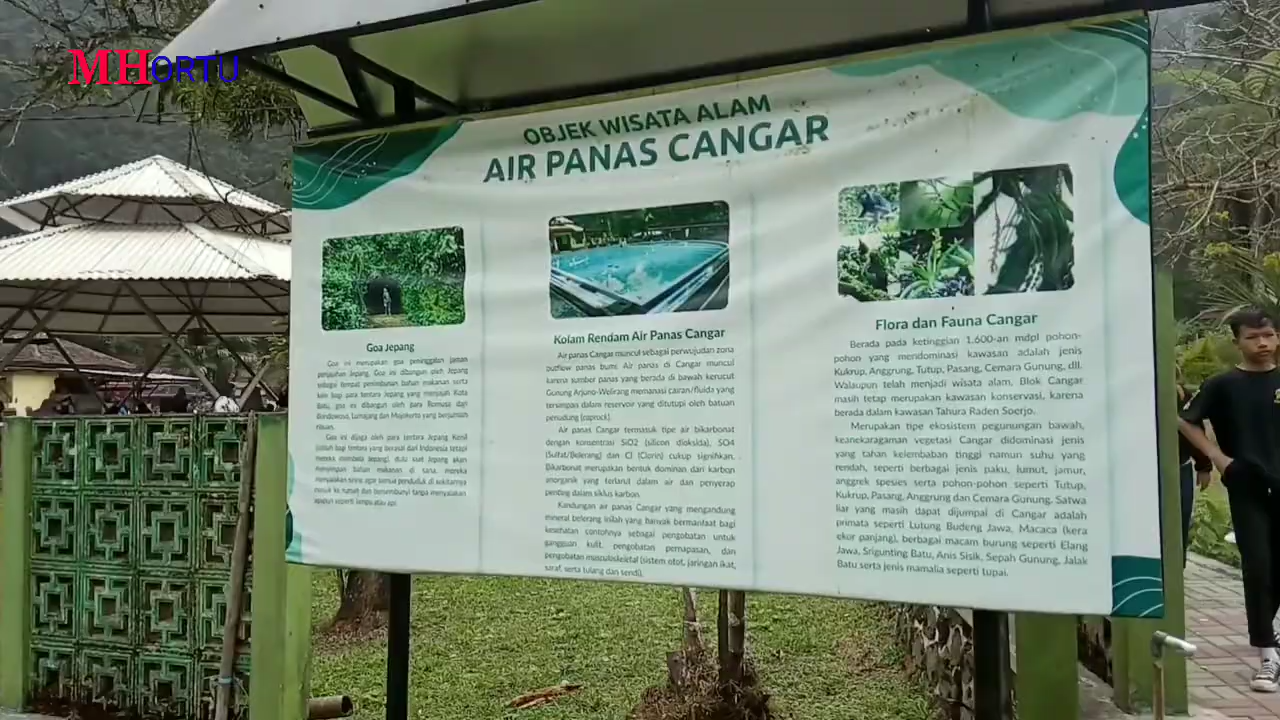 MHORTU
OBJEK WISATA ALAM
AIR PANAS CANGAR
Goa Jepang
Goa ini merupakan goa peninggalan jaman
penjajahan Jepang. Goa ini dibangun oleh Jepang
sebagai tempat penimbunan bahan makanan serta
bagi para tentara Jepang yang menjajah Kota
Batu, goa ini dibangun oleh para Romusa dari
Bondowoso, Lumajang dan Mojokerto yang berjumlah
ribuan.
Goa ini dijaga oleh para tentara Jepang
(istilah bagi tentara yang berasal dari Indonesia tetapi
mereka membela Jepang), dulu saat Jepang akan
menyimpan bahan makanan di sana, mereka
menyalakan sirine agar semua penduduk di sekitarnya
masuk ke rumah dan bersembunyi tanpa menyalakan
apapun seperti lampu atau api.
Kolam Rendam Air Panas Cangar
Air panas Cangar muncul sebagai perwujudan zona
outflow panas bumi. Air panas di Cangar muncul
karena sumber panas yang berada di bawah kerucut
Gunung Arjuno-Welirang memanasi cairan/fluida yang
tersimpan dalam reservoir yang ditutupi oleh batuan
penudung (caprock).
Air panas Cangar termasuk tipe air bikarbonat
dengan konsentrasi SiO2 (silicon dioksida), SO4
(Sulfat/Belerang) dan Cl (Clorin) cukup signifikan.
Bikarbonat merupakan bentuk dominan dari karbon
anorganik yang terlarut dalam air dan penyerap
penting dalam siklus karbon.
Kandungan air panas Cangar yang mengandung
mineral belerang inilah yang banyak bermanfaat bagi
kesehatan contohnya sebagai pengobatan untuk
gangguan kulit, pengobatan pernapasan, dan
pengobatan musculoskeletal (sistem otot, jaringan ikat,
saraf, serta tulang dan sendi).
Flora dan Fauna Cangar
Berada pada ketinggian 1.600-an mdpl pohon-
pohon yang mendominasi kawasan adalah jenis
Kukrup, Anggrung, Tutup, Pasang, Cemara Gunung, dll.
Walaupun telah menjadi wisata alam, Blok Cangar
masih tetap merupakan kawasan konservasi, karena
berada dalam kawasan Tahura Raden Soerjo.
Merupakan tipe ekosistem pegunungan bawah,
keanekaragaman vegetasi Cangar didominasi jenis
yang tahan kelembaban tinggi namun suhu yang
rendah, seperti berbagai jenis paku, lumut, jamur,
anggrek spesies serta pohon-pohon seperti Tutup,
Kukrup, Pasang, Anggrung dan Cemara Gunung. Satwa
liar yang masih dapat dijumpai di Cangar adalah
primata seperti Lutung Budeng Jawa, Macaca (kera
ekor panjang), berbagai macam burung seperti Elang
Jawa, Srigunting Batu, Anis Sisik, Sepah Gunung, Jalak
Batu serta jenis mamalia seperti tupai.